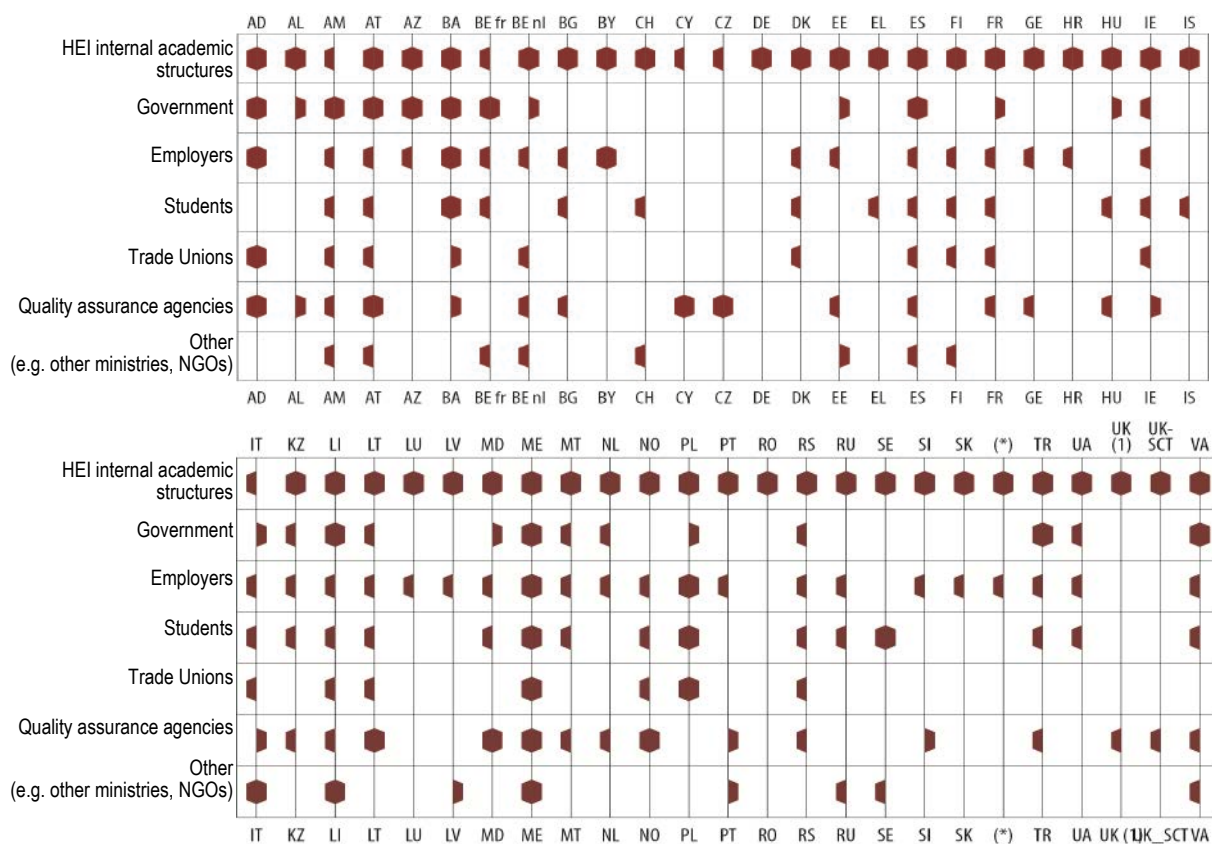 AD AL AM AT AZ BA BE fr BE nl BG BY CH CY CZ DE DK EE EL ES FI FR GE HR HU IE IS
HEI internal academic
structures
Government
Employers
Students
Trade Unions
Quality assurance agencies
Other
(e.g. other ministries, NGOs)
AD AL AM AT AZ BA BE fr BE nl BG BY CH CY CZ DE DK EE EL ES FI FR GE HR HU IE IS
UK UK-
IT KZ LI LT LU LV MD ME MT NL NO PL PT RO RS RU SE SI SK (*) TR UA (1) SCT VA
HEI internal academic
structures
Government
Employers
Students
Trade Unions
Quality assurance agencies
Other
(e.g. other ministries, NGOs)
IT KZ LI LT LU LV MD ME MT NL NO PL PT RO RS RU SE SI SK (*) TR UA UK (1) UK_SCT VA